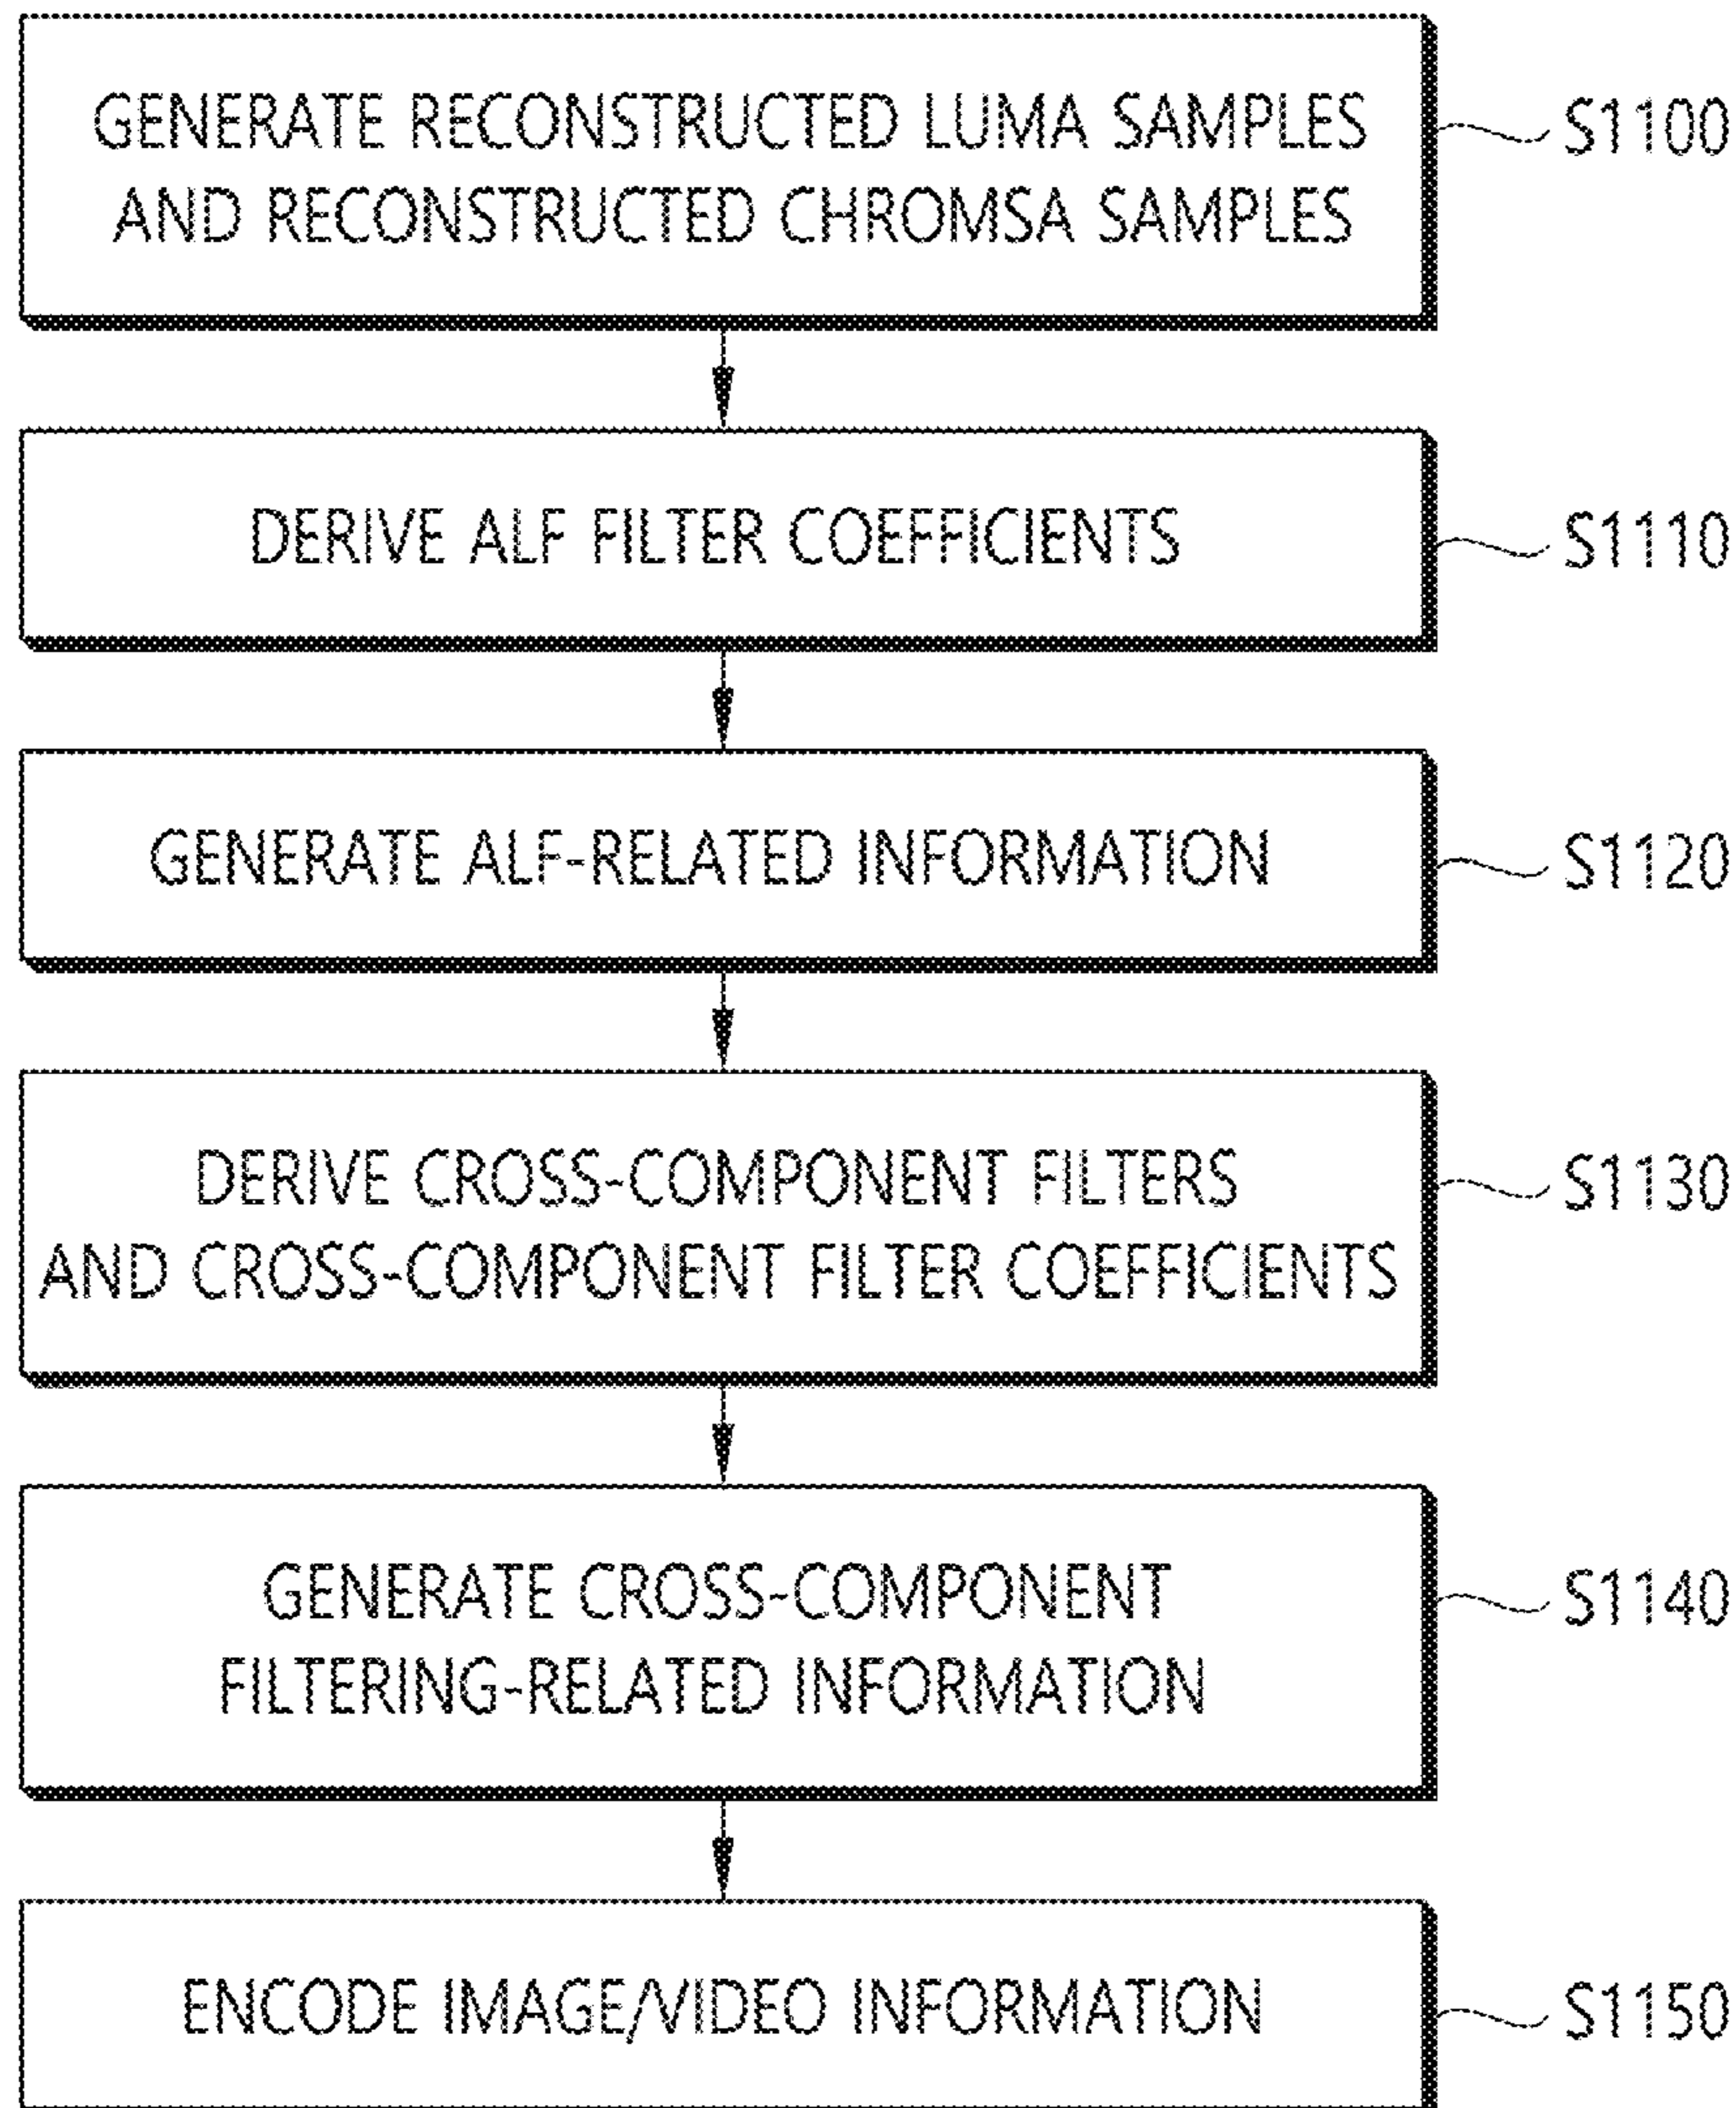 GENERATE RECONSTRUCTED LUMA SAMPLES
AND RECONSTRUCTED CHROMSA SAMPLES
S1100
DERIVE ALF FILTER COEFFICIENTS
S1110
GENERATE ALF-RELATED INFORMATION
S1120
DERIVE CROSS-COMPONENT FILTERS
AND CROSS-COMPONENT FILTER COEFFICIENTS
S1130
GENERATE CROSS-COMPONENT
FILTERING-RELATED INFORMATION
S1140
ENCODE IMAGE/VIDEO INFORMATION
S1150